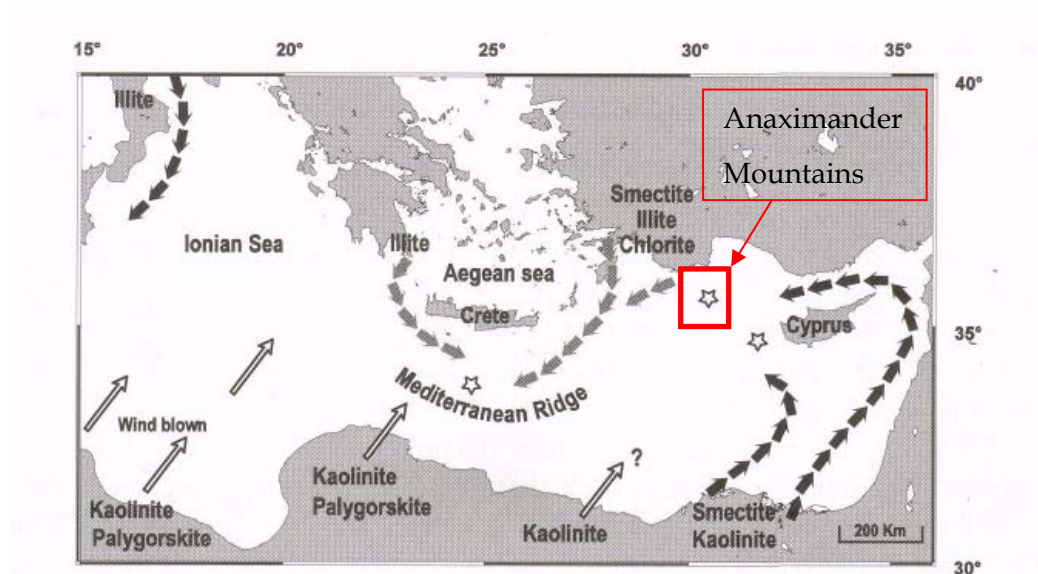 15°
20°
25°
30°
35°
40°
Illite
Anaximander
Mountains
Smectite
Illite
Chlorite
Ionian Sea
Illite
Aegean sea
Crete
Cyprus
35°
Mediterranean Ridge
Wind blown
?
Kaolinite
Palygorskite
Kaolinite
Palygorskite
Kaolinite
Smectite
Kaolinite
200 Km
30°